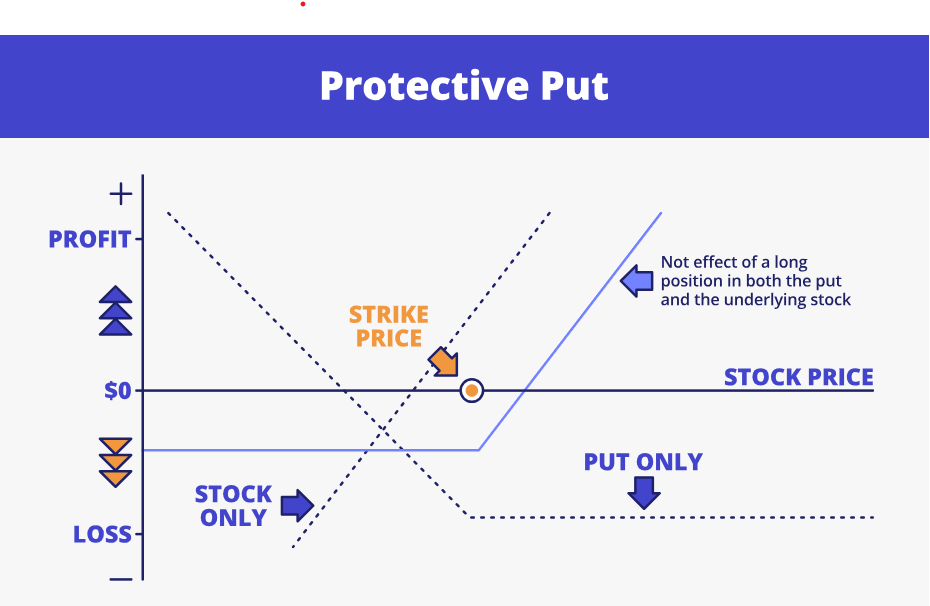 Protective Put
+
PROFIT
Not effect of a long
position in both the put
and the underlying stock
STRIKE
PRICE
STOCK PRICE
$0
PUT ONLY
STOCK
ONLY
LOSS
—